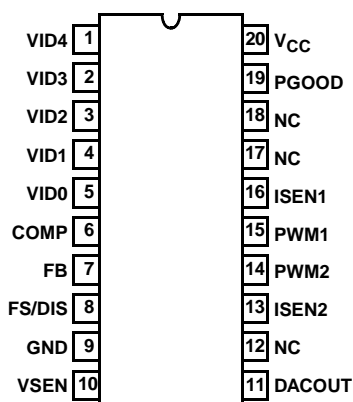 VID4 1 20 VCC
VID3 2 19 PGOOD
VID2 3 18 NC
VID1 4 17 NC
VID0 5 16 ISEN1
COMP 6 15 PWM1
FB 7 14 PWM2
FS/DIS 8 13 ISEN2
GND 9 12 NC
VSEN 10 11 DACOUT